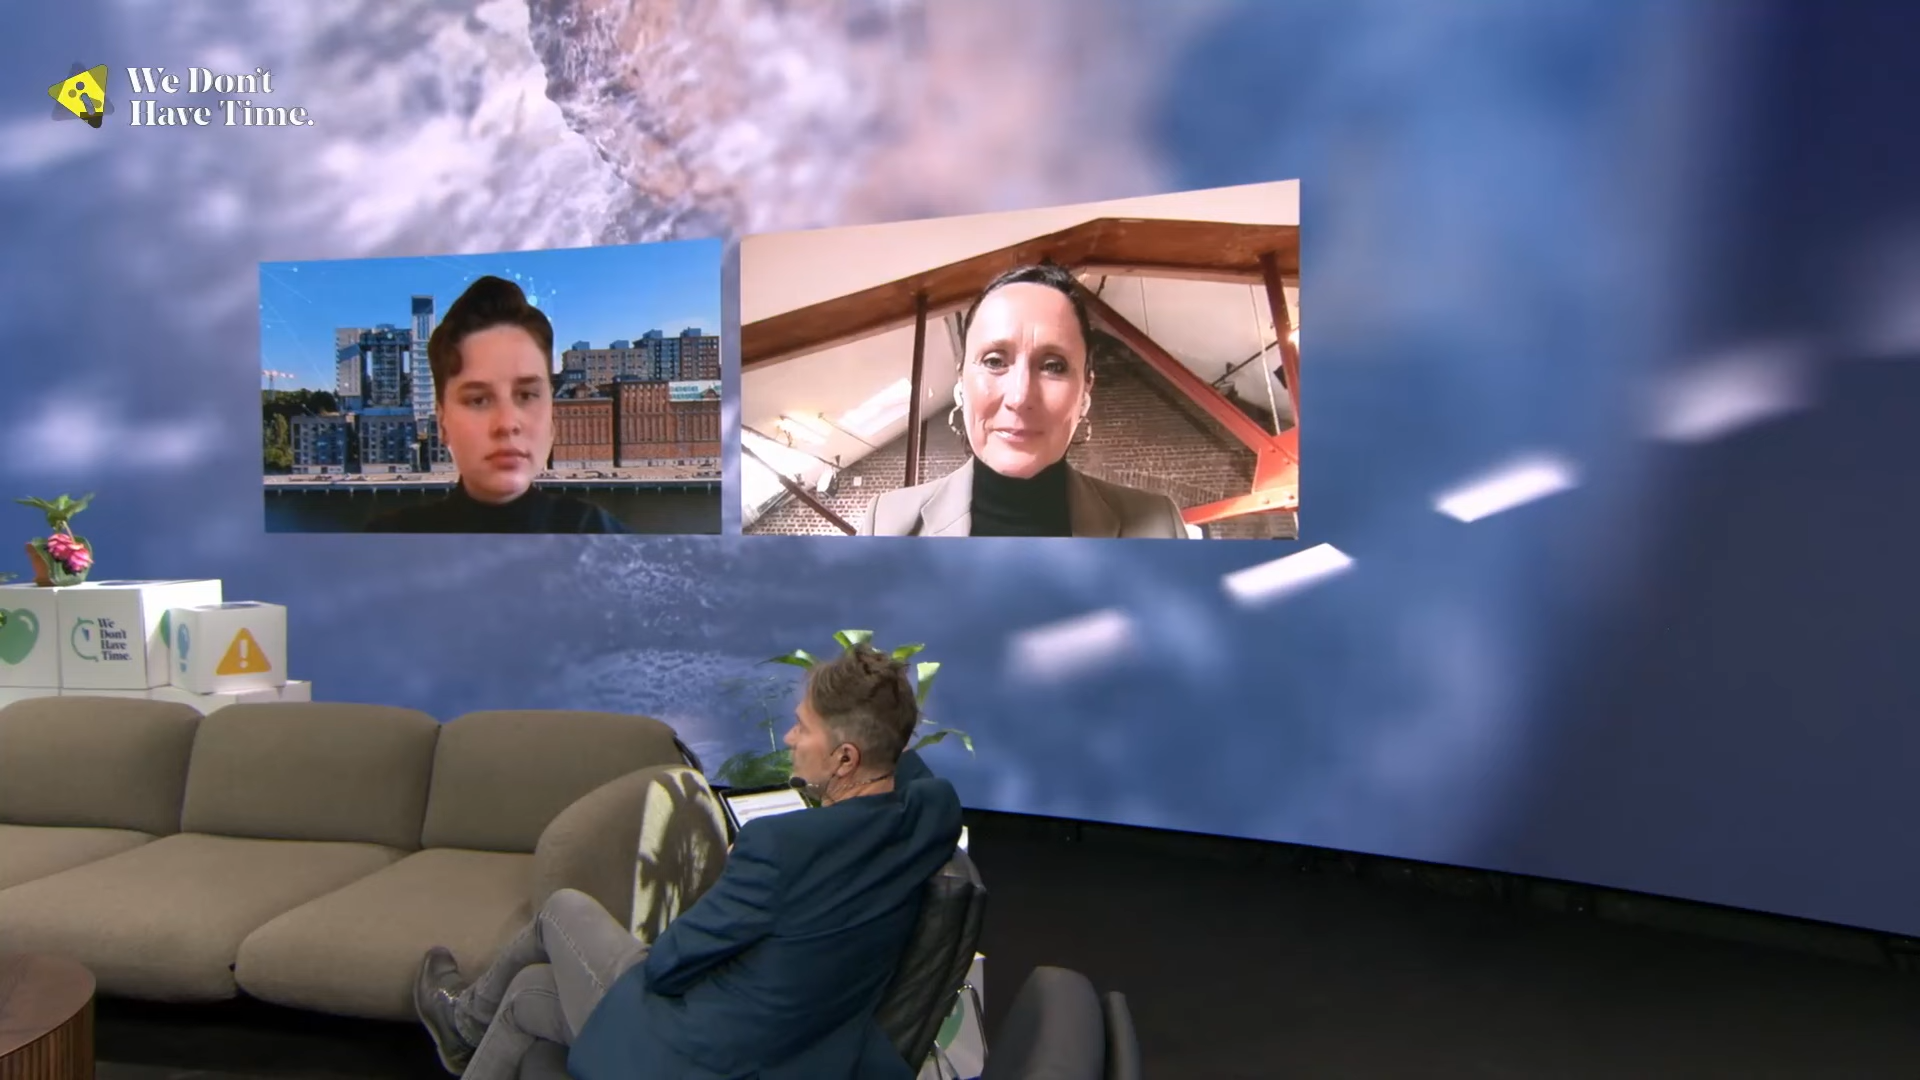 We Don't
Have Time.
We
Don't
Have
Time.